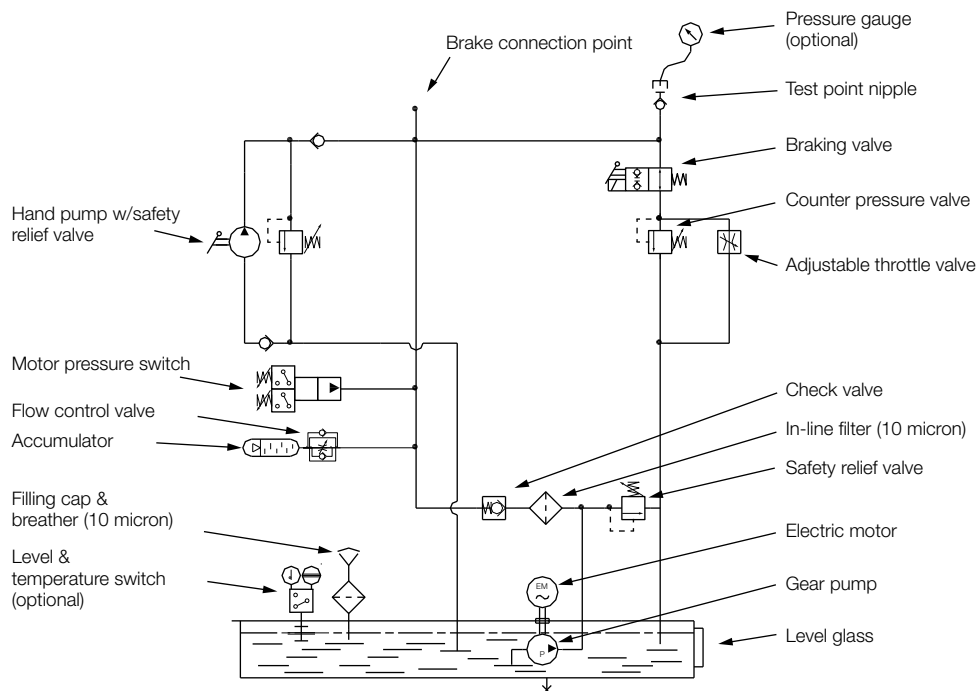 Pressure gauge
(optional)
Brake connection point
Test point nipple
Braking valve
Counter pressure valve
Hand pump w/safety
relief valve
Adjustable throttle valve
Motor pressure switch
Check valve
Flow control valve
In-line filter (10 micron)
Accumulator
Safety relief valve
Filling cap &
breather (10 micron)
Electric motor
Level &
temperature switch
(optional)
EM
Gear pump
Level glass
P